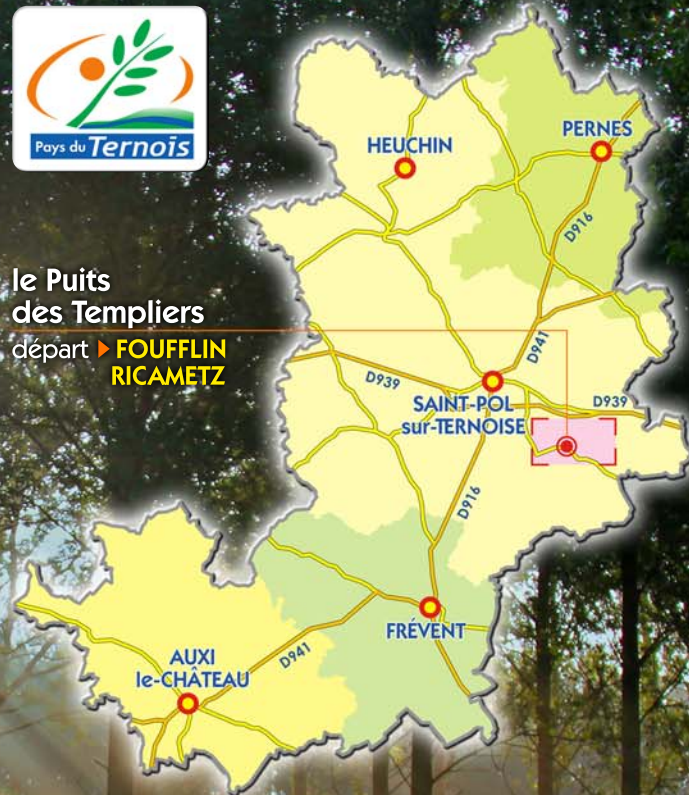 Pays du Ternois
le Puits
des Templiers
départ FOUFFLIN
RICAMETZ
HEUCHIN
PERNES
D916
D941
D939
SAINT-POL
sur-TERNOISE
D939
D916
FRÉVENT
D941
AUXI
le-CHÂTEAU